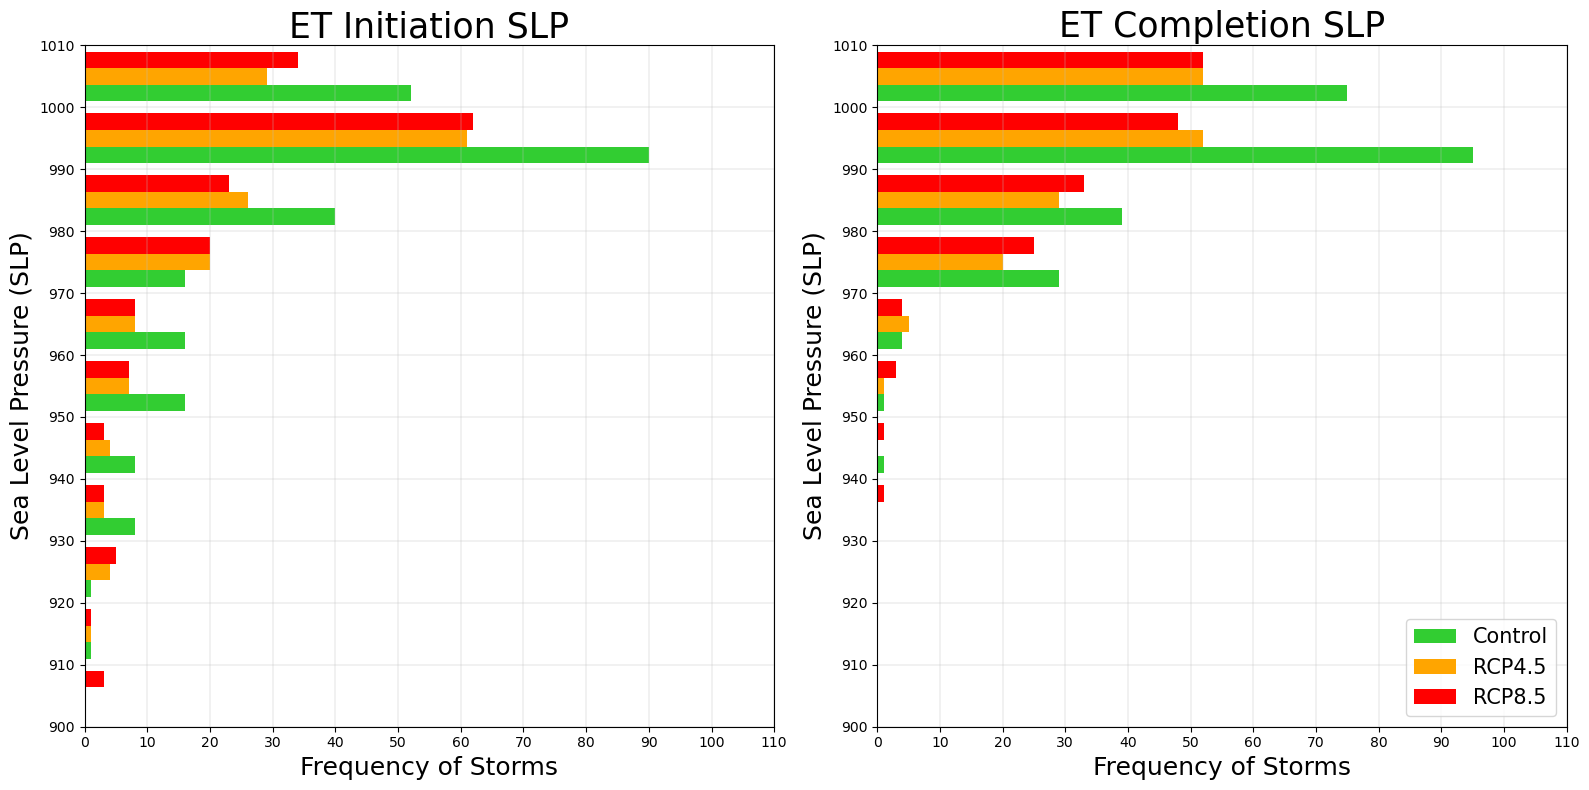 ET Initiation SLP
Sea Level Pressure (SLP)
1010
1000
990
980
970
960
950
940
930
920
910
900
0 10 20 30 40 50 60 70 80 90 100 110
Frequency of Storms
ET Completion SLP
Sea Level Pressure (SLP)
1010
1000
990
980
970
960
950
940
930
920
910
900
0 10 20 30 40 50 60 70 80 90 100 110
Frequency of Storms
Control
RCP4.5
RCP8.5